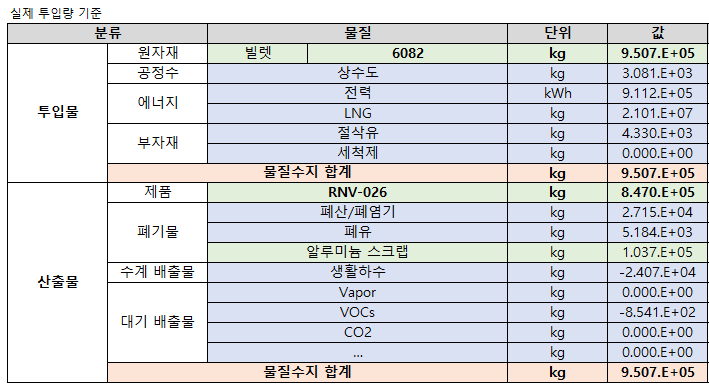 실제 투입량 기준
분류 물질 단위 값
투입물 원자재 빌렛 6082 kg 9.507.E+05
공정수 상수도 kg 3.081.E+03
에너지 전력 kWh 9.112.E+05
LNG kg 2.101.E+07
부자재 절삭유 kg 4.330.E+03
세척제 kg 0.000.E+00
물질수지 합계 kg 9.507.E+05
산출물 제품 RNV-026 kg 8.470.E+05
폐기물 폐산/폐염기 kg 2.715.E+04
폐유 kg 5.184.E+03
알루미늄 스크랩 kg 1.037.E+05
수계 배출물 생활하수 kg -2.407.E+04
대기 배출물 Vapor kg 0.000.E+00
VOCs kg -8.541.E+02
CO2 kg 0.000.E+00
... kg 0.000.E+00
물질수지 합계 kg 9.507.E+05